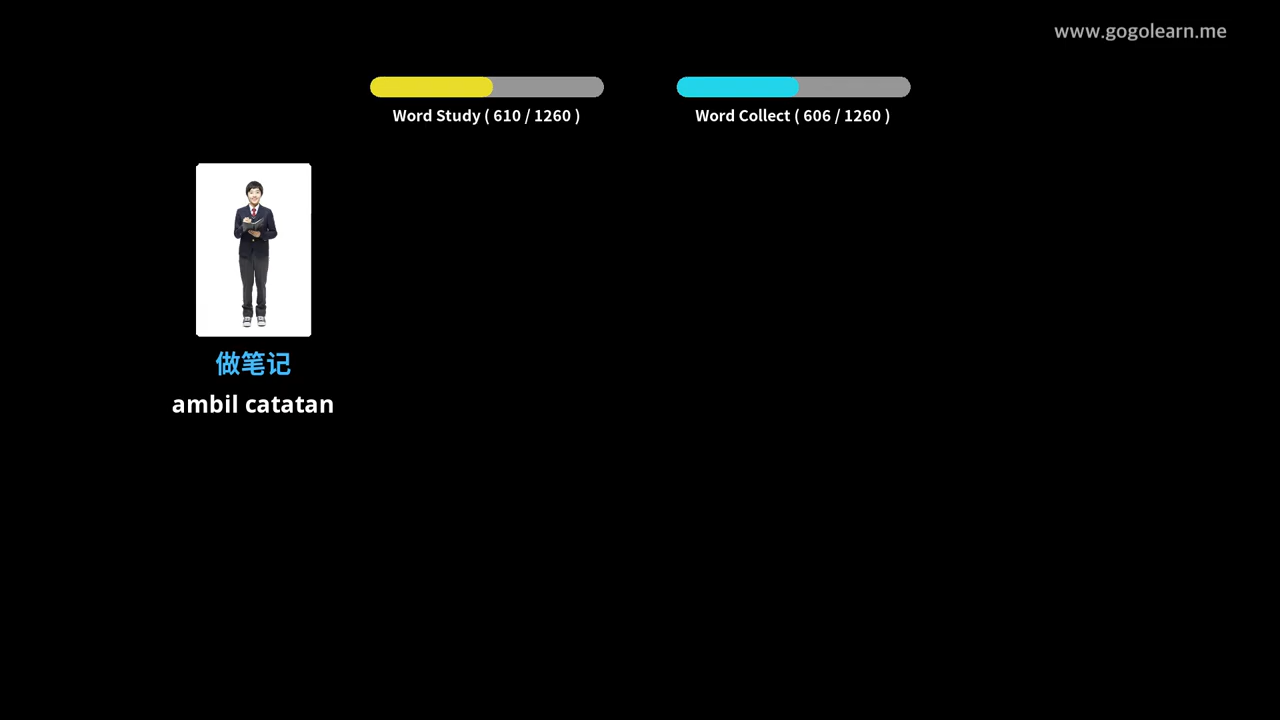 www.gogolearn.me
Word Study ( 610 / 1260 )
Word Collect ( 606 / 1260 )
做笔记
ambil catatan